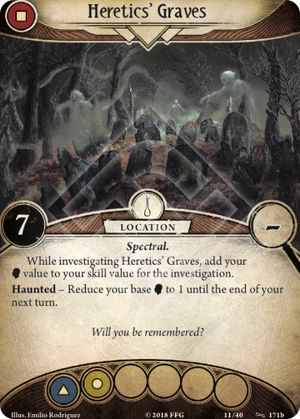 Heretics' Graves
7
LOCATION
–
Spectral.
While investigating Heretics' Graves, add your
value to your skill value for the investigation.
Haunted – Reduce your base to 1 until the end of your
next turn.
Will you be remembered?
Illus. Emilio Rodriguez
© 2018 FFG
11/40
171b